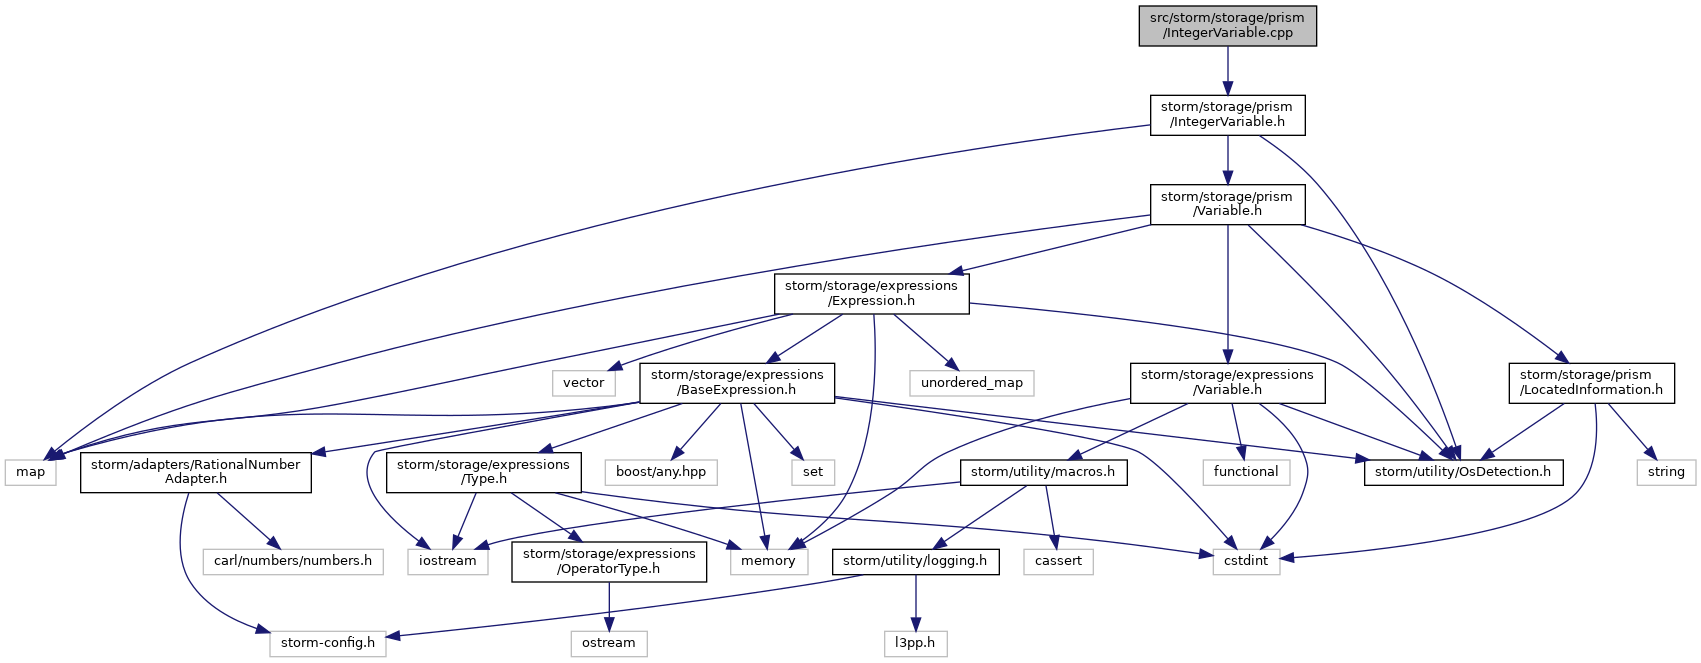 src/storm/storage/prism
/IntegerVariable.cpp
storm/storage/prism
/IntegerVariable.h
storm/storage/prism
/Variable.h
storm/storage/expressions
/Expression.h
vector
storm/storage/expressions
/BaseExpression.h
unordered_map
storm/storage/expressions
/Variable.h
storm/storage/prism
/LocatedInformation.h
map
storm/adapters/RationalNumber
Adapter.h
storm/storage/expressions
/Type.h
boost/any.hpp
set
storm/utility/macros.h
functional
storm/utility/OsDetection.h
string
carl/numbers/numbers.h
iostream
storm/storage/expressions
/OperatorType.h
memory
storm/utility/logging.h
cassert
cstdint
storm-config.h
ostream
l3pp.h